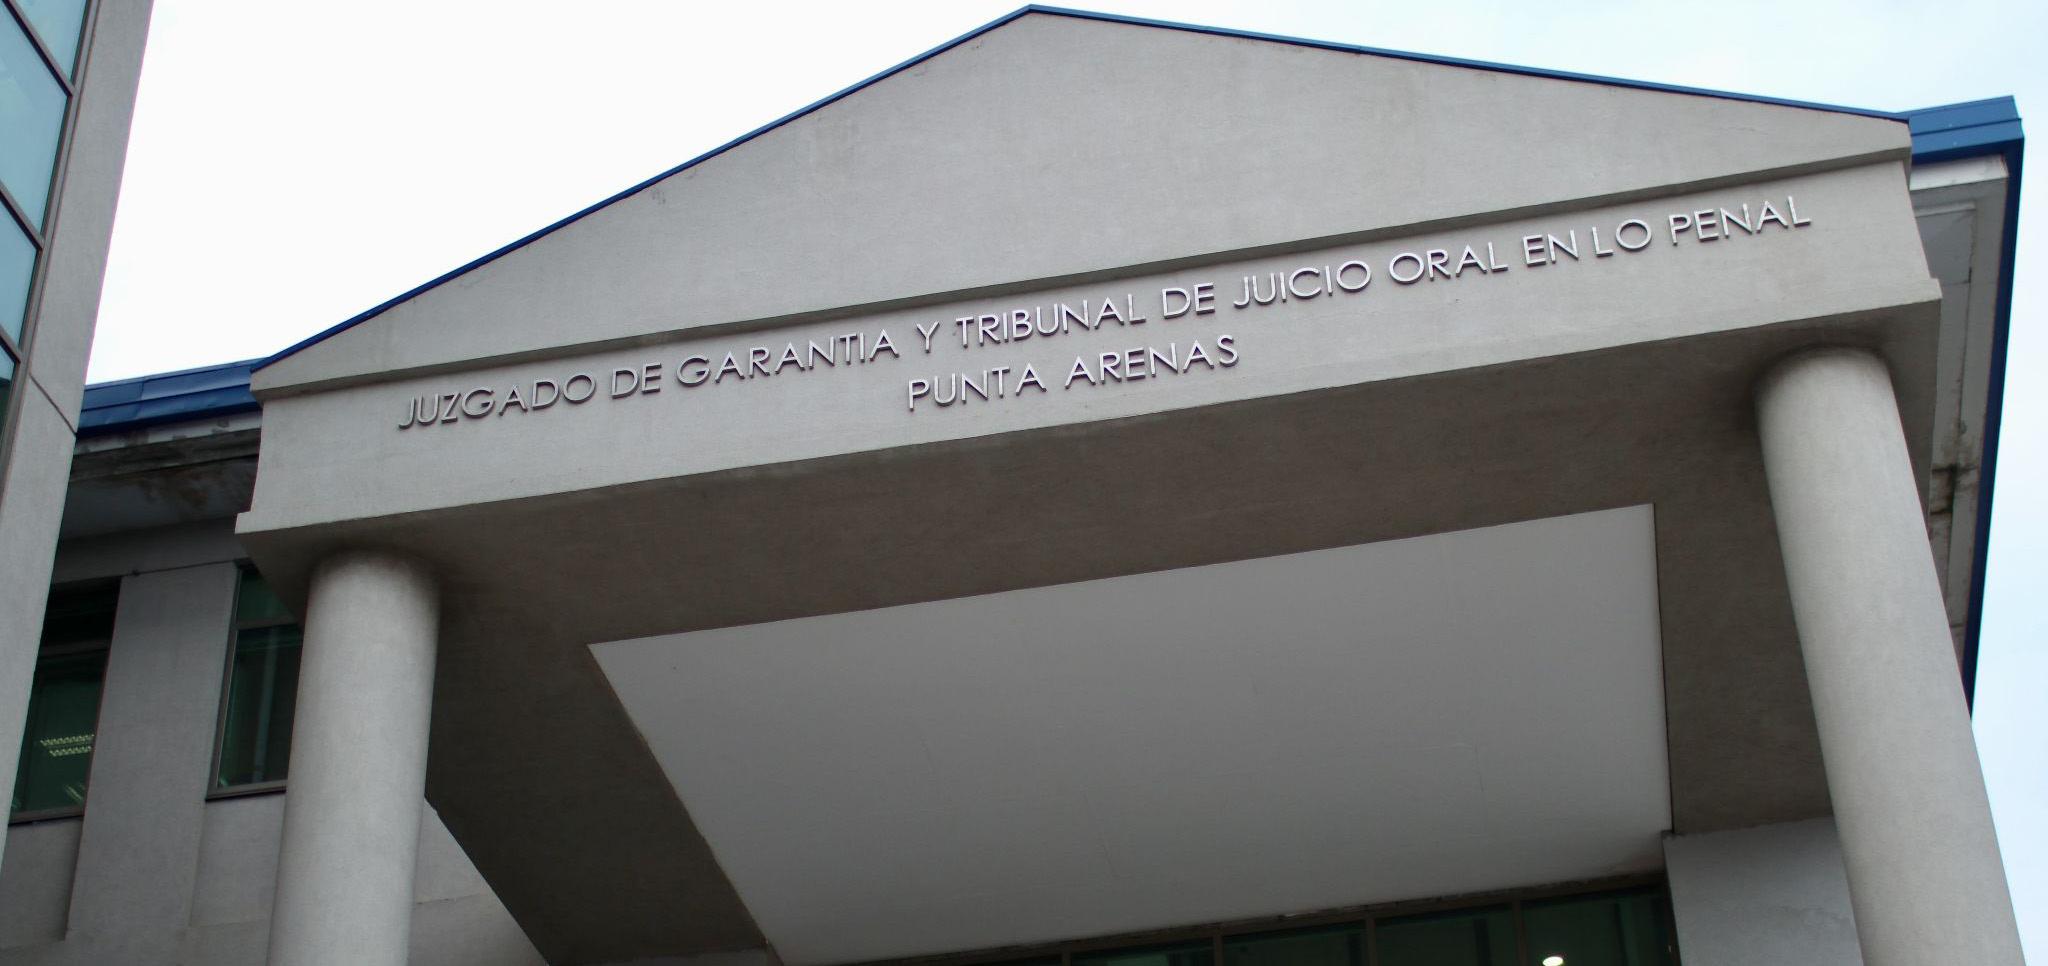 JUZGADO DE GARANTIA Y TRIBUNAL DE JUICIO ORAL EN LO PENAL
PUNTA ARENAS